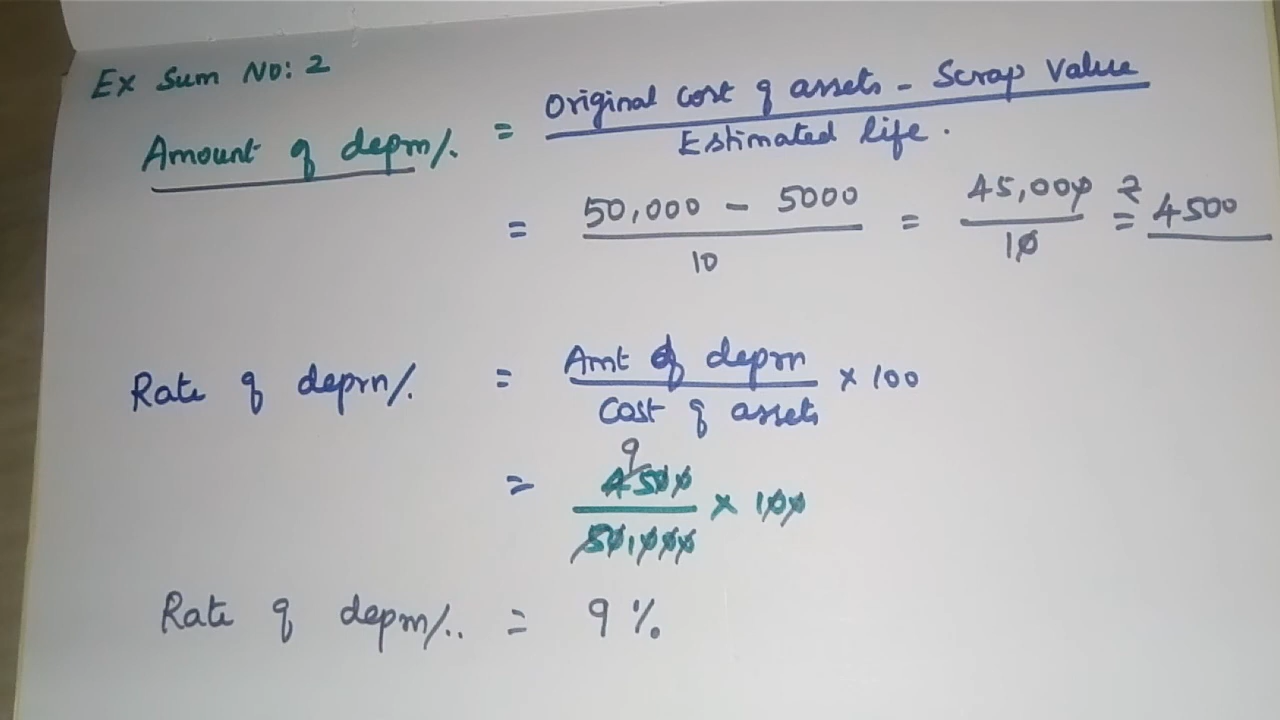 Ex Sum No: 2
Amount of deprn/. = Original Cost of assets - Scrap Value
Estimated life.
= 50,000 - 5000 = 45,000 = ₹ 4500
10 10
Rate of deprn/. = Amt of deprn × 100
Cost of assets
9
= 4500 × 100
50,000
Rate of deprn/.. = 9 %